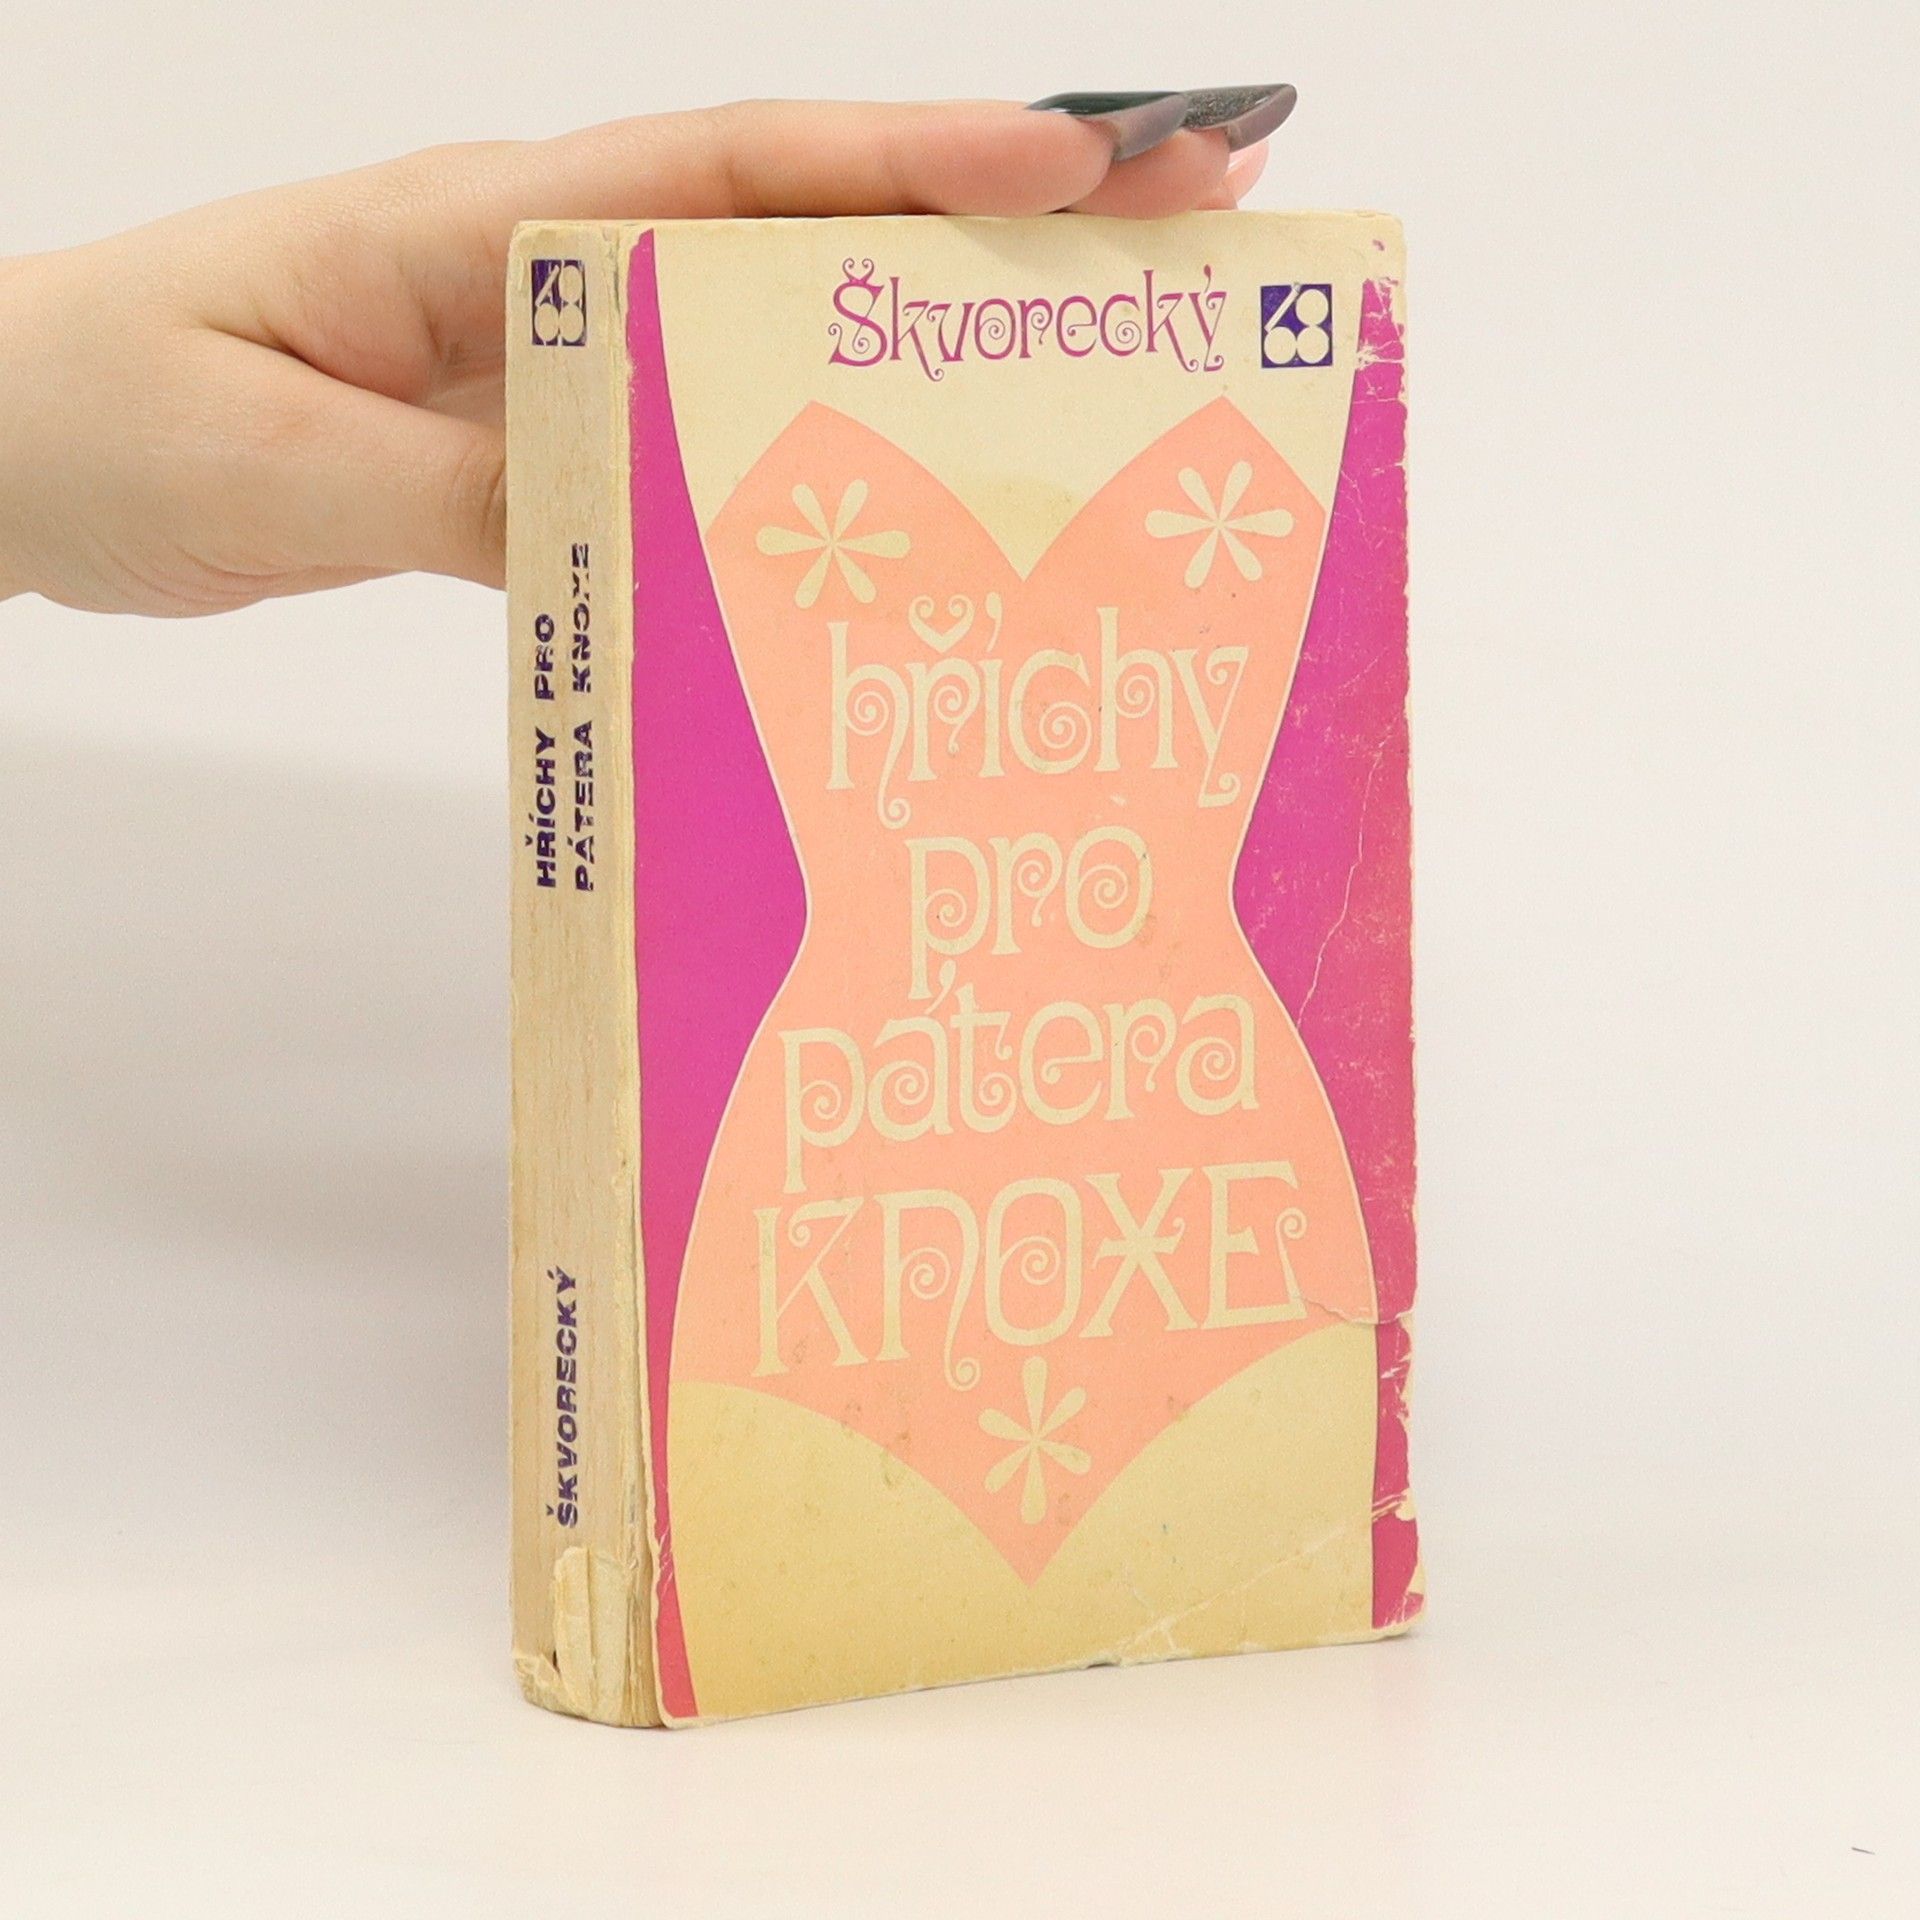 Škvorecký
68
hříchy
pro
pátera
KNOXE
68
HŘÍCHY PRO
PÁTERA KNOXE
ŠKVORECKÝ